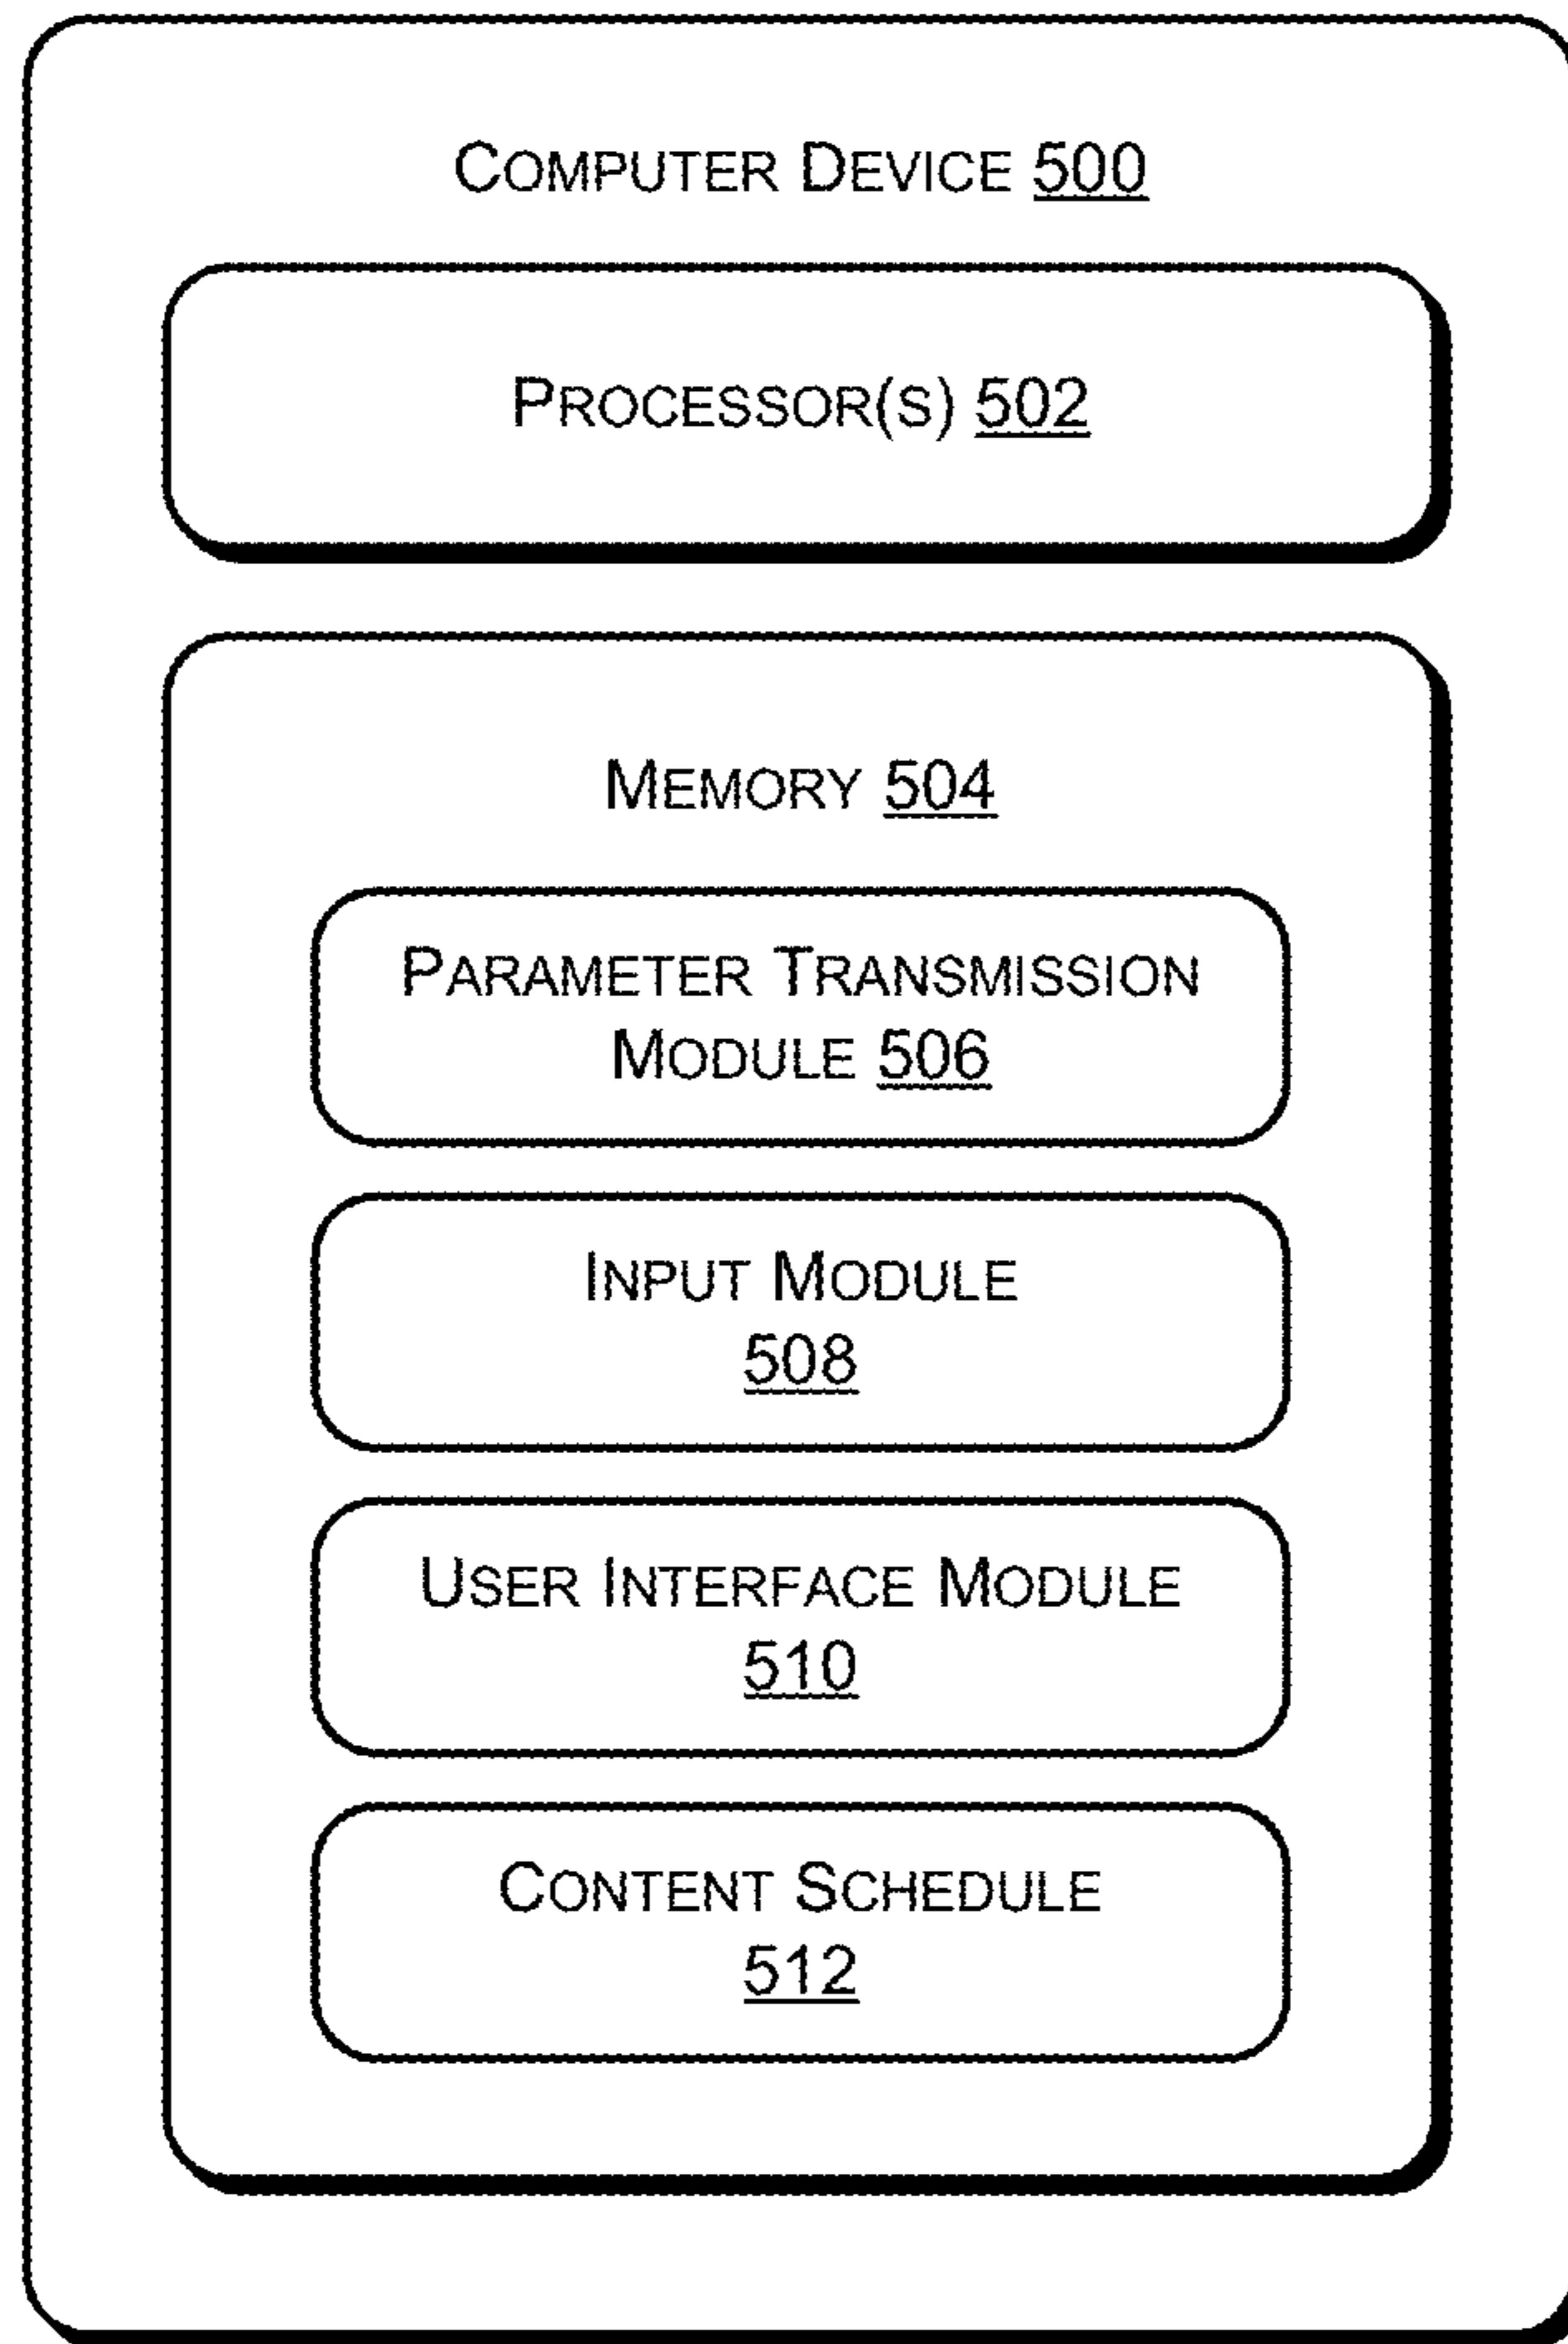 COMPUTER DEVICE 500
PROCESSOR(S) 502
MEMORY 504
PARAMETER TRANSMISSION
MODULE 506
INPUT MODULE
508
USER INTERFACE MODULE
510
CONTENT SCHEDULE
512